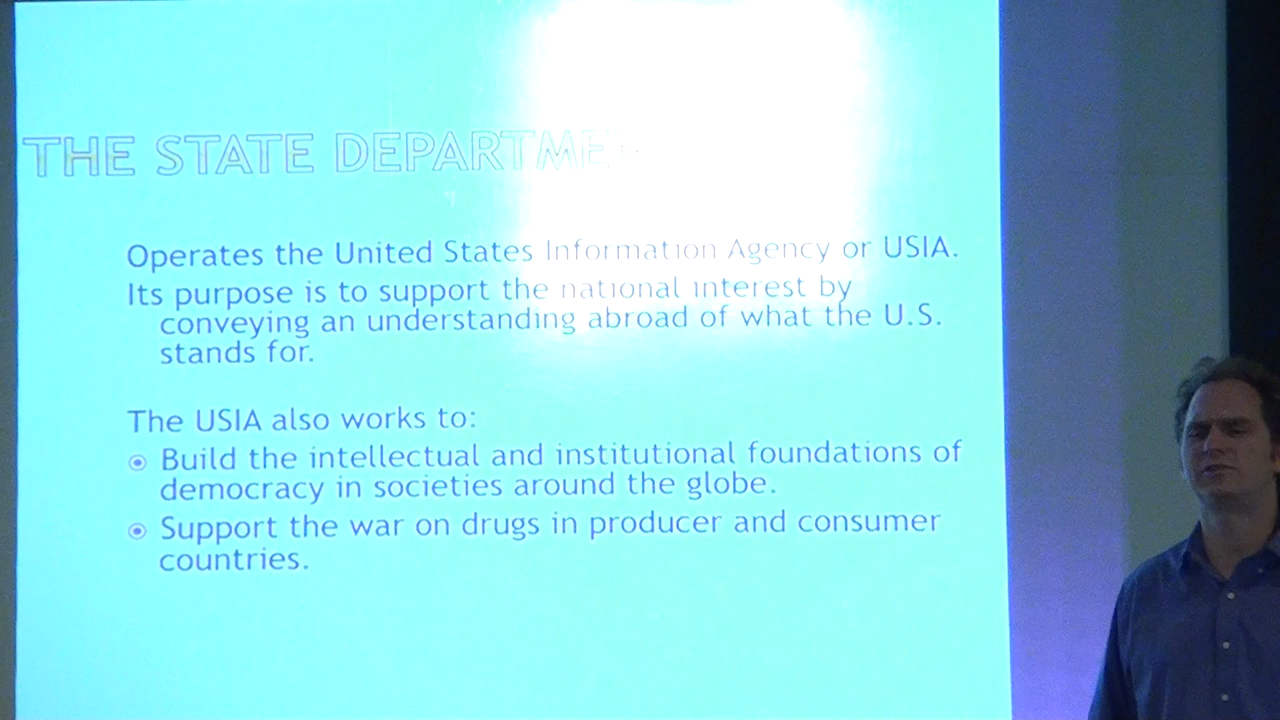 THE STATE DEPARTME
Operates the United States Information Agency or USIA.
Its purpose is to support the national interest by
conveying an understanding abroad of what the U.S.
stands for.
The USIA also works to:
Build the intellectual and institutional foundations of
democracy in societies around the globe.
Support the war on drugs in producer and consumer
countries.